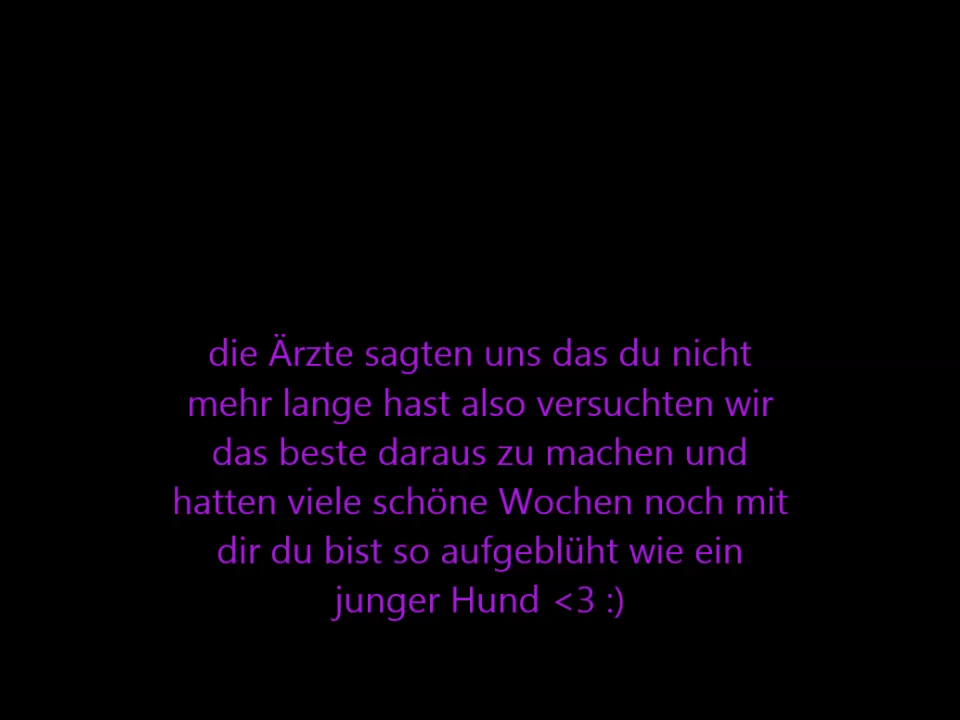 die Ärzte sagten uns das du nicht
mehr lange hast also versuchten wir
das beste daraus zu machen und
hatten viele schöne Wochen noch mit
dir du bist so aufgeblüht wie ein
junger Hund <3 :)